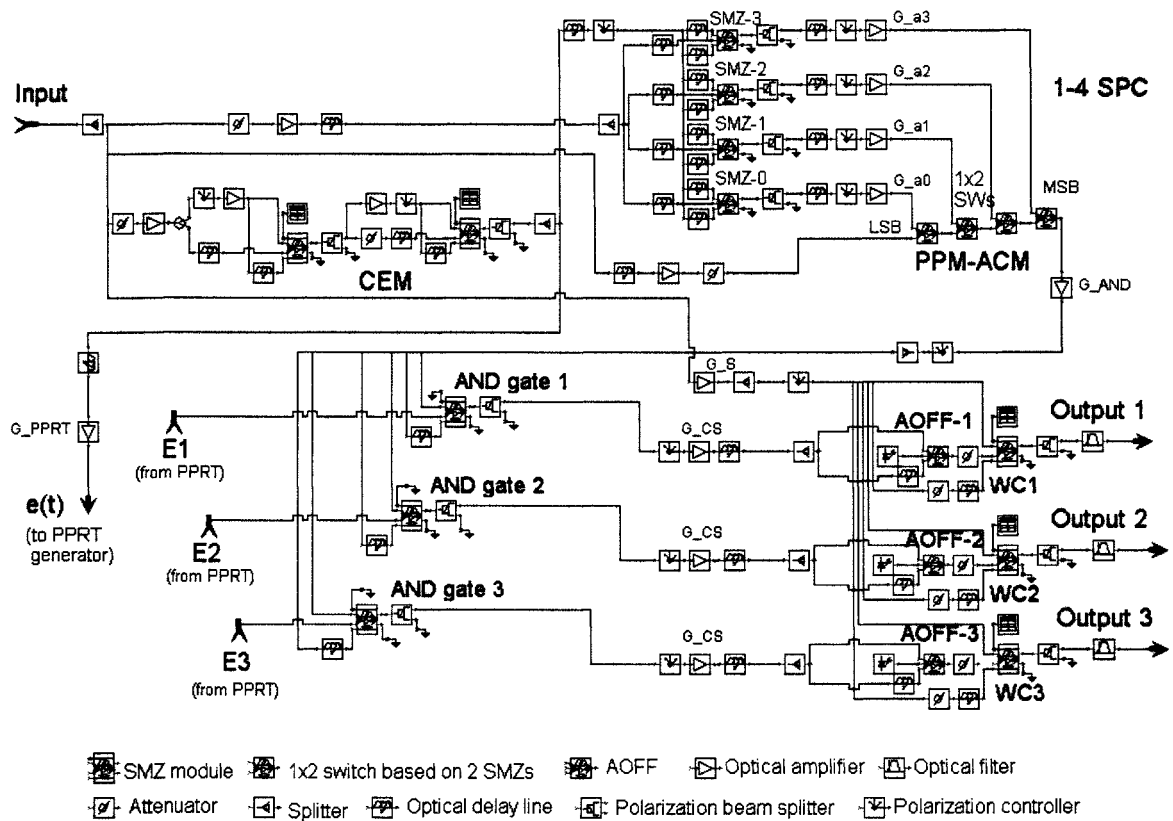 Input
SMZ-3
G_a3
SMZ-2
G_a2
1-4 SPC
SMZ-1
G_a1
SMZ-0
G_a0
1x2
SWs
MSB
LSB
PPM-ACM
CEM
G_AND
G_S
AND gate 1
G_PPRT
E1
(from PPRT)
G_CS
AOFF-1
Output 1
WC1
e(t)
(to PPRT
generator)
AND gate 2
E2
(from PPRT)
G_CS
AOFF-2
Output 2
WC2
AND gate 3
E3
(from PPRT)
G_CS
AOFF-3
Output 3
WC3
SMZ module
1x2 switch based on 2 SMZs
AOFF
Optical amplifier
Optical filter
Attenuator
Splitter
Optical delay line
Polarization beam splitter
Polarization controller